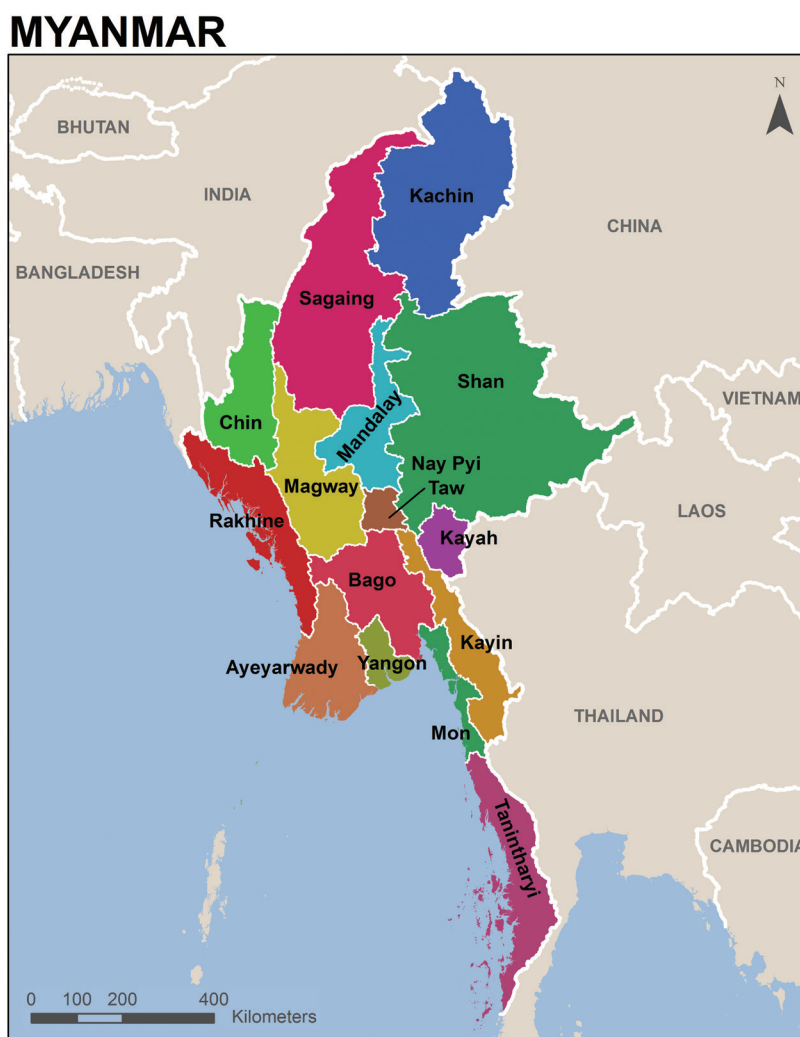 MYANMAR
N
BHUTAN
INDIA
Kachin
CHINA
BANGLADESH
Sagaing
Shan
VIETNAM
Chin
Mandalay
Nay Pyi
Taw
Magway
LAOS
Rakhine
Kayah
Bago
Kayin
Yangon
Ayeyarwady
THAILAND
Mon
Tanintharyi
CAMBODIA
0 100 200 400
Kilometers